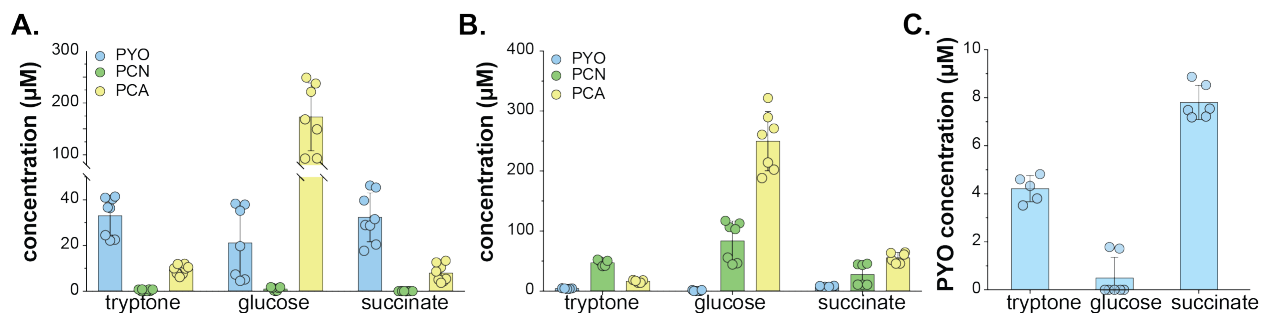 A.
concentration (µM)
300
200
100
40
20
0
PYO
PCN
PCA
tryptone
glucose
succinate
B.
concentration (µM)
400
300
200
100
0
PYO
PCN
PCA
tryptone
glucose
succinate
C.
PYO concentration (µM)
10
8
6
4
2
0
tryptone
glucose
succinate